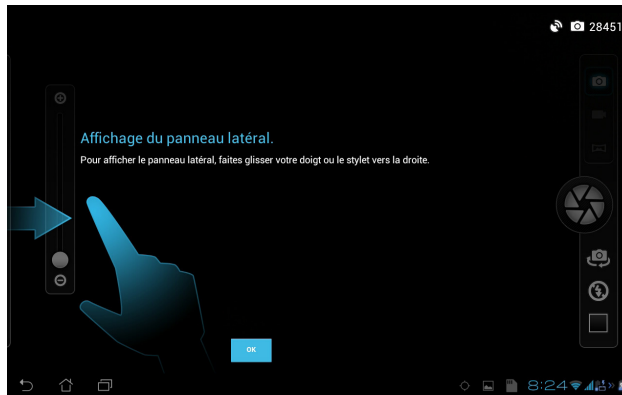 28451
Affichage du panneau latéral.
Pour afficher le panneau latéral, faites glisser votre doigt ou le stylet vers la droite.
OK
8:24